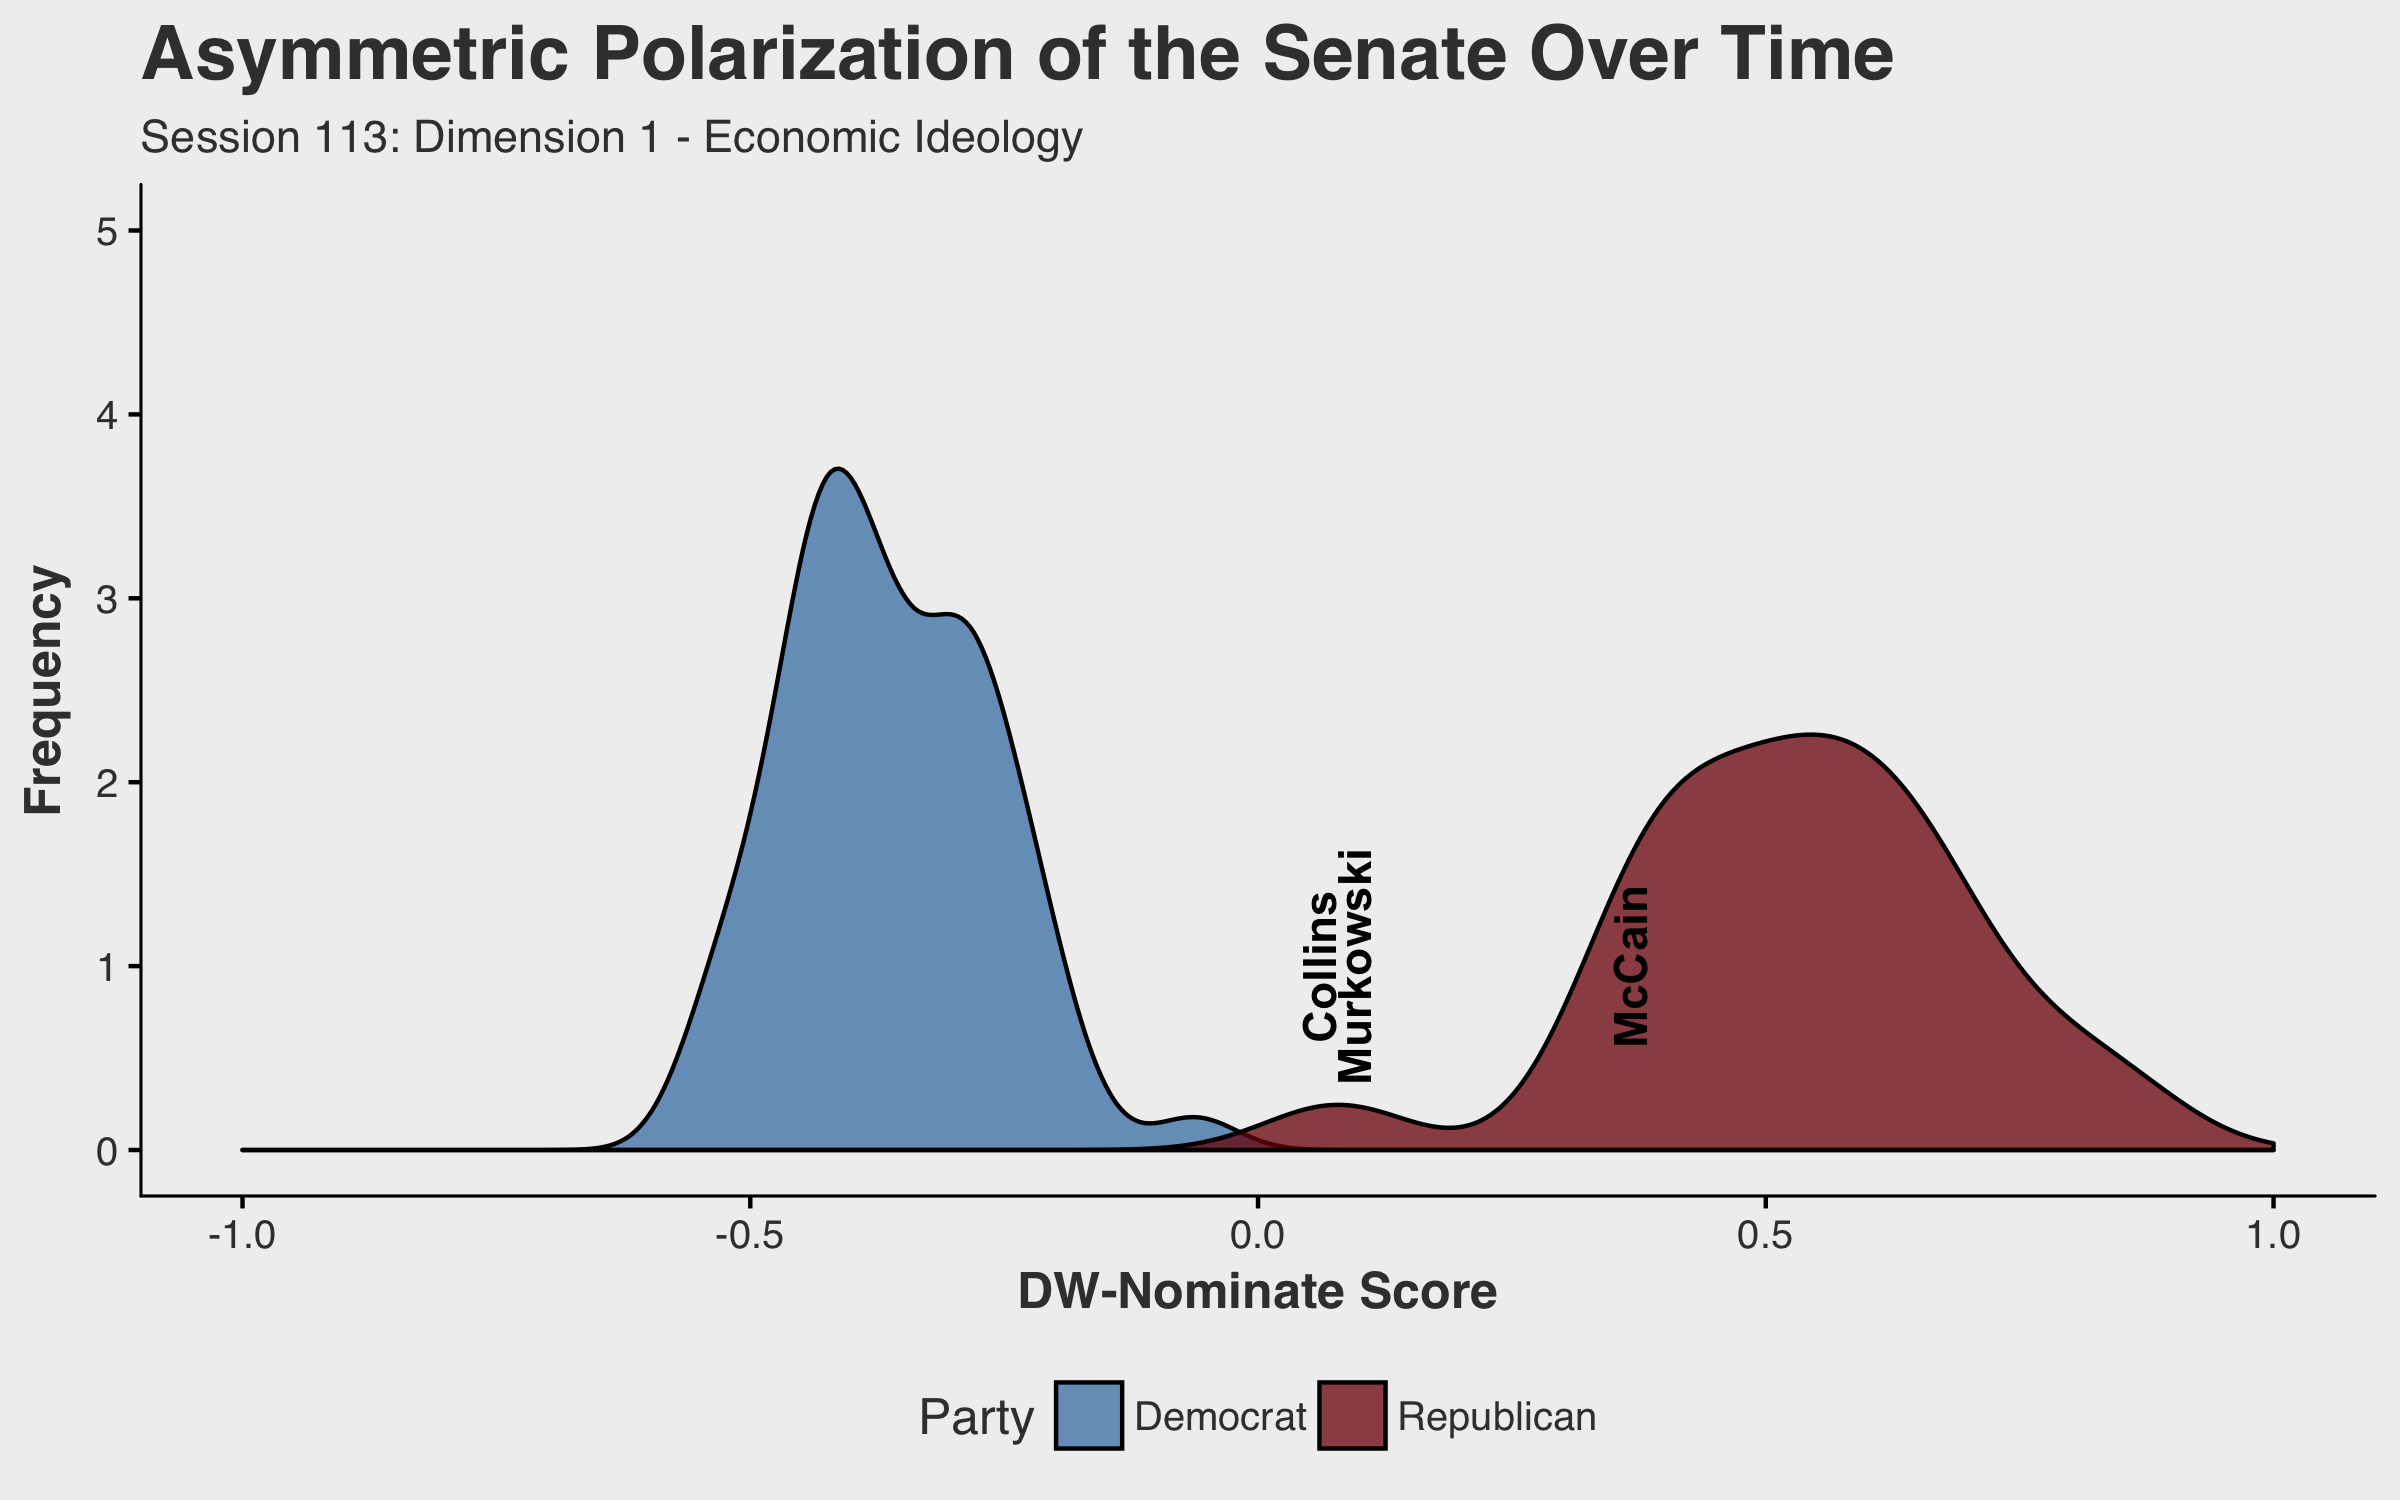 Asymmetric Polarization of the Senate Over Time
Session 113: Dimension 1 - Economic Ideology
5
4
3
2
1
0
Frequency
Collins
Murkowski
McCain
-1.0
-0.5
0.0
0.5
1.0
DW-Nominate Score
Party
Democrat
Republican